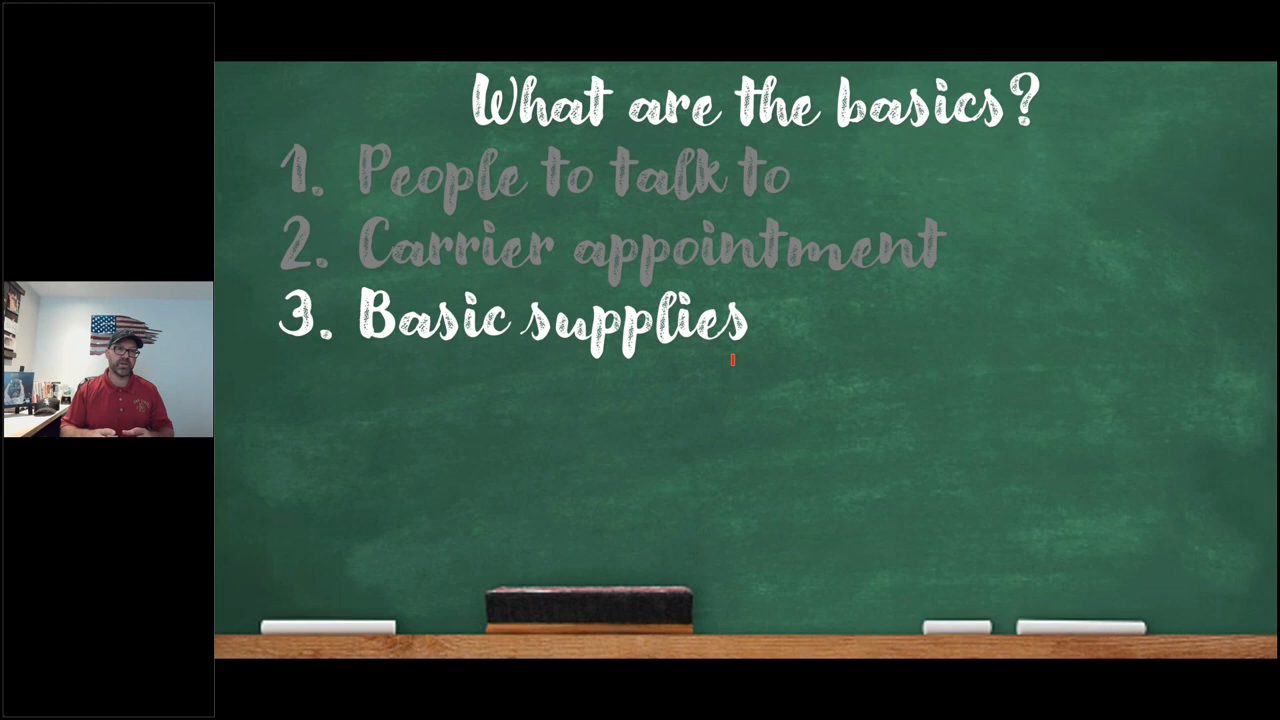 What are the basics?
1. People to talk to
2. Carrier appointment
3. Basic supplies